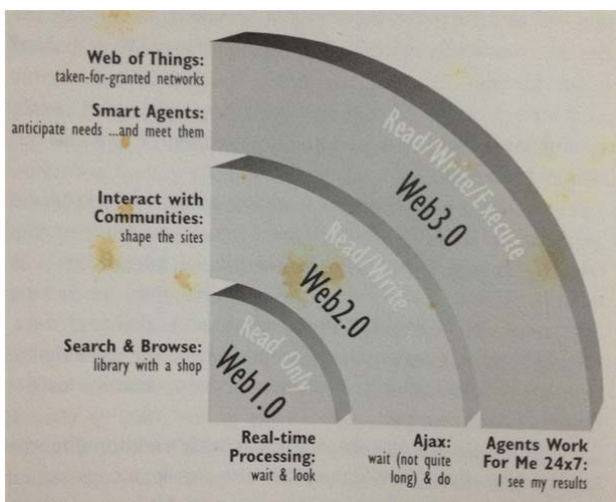 Web of Things:
taken-for-granted networks
Smart Agents:
anticipate needs ...and meet them
Interact with
Communities:
shape the sites
Search & Browse:
library with a shop
Read/Write/Execute
Web3.0
Read/Write
Web2.0
Read Only
Web1.0
Real-time
Processing:
wait & look
Ajax:
wait (not quite
long) & do
Agents Work
For Me 24x7:
I see my results